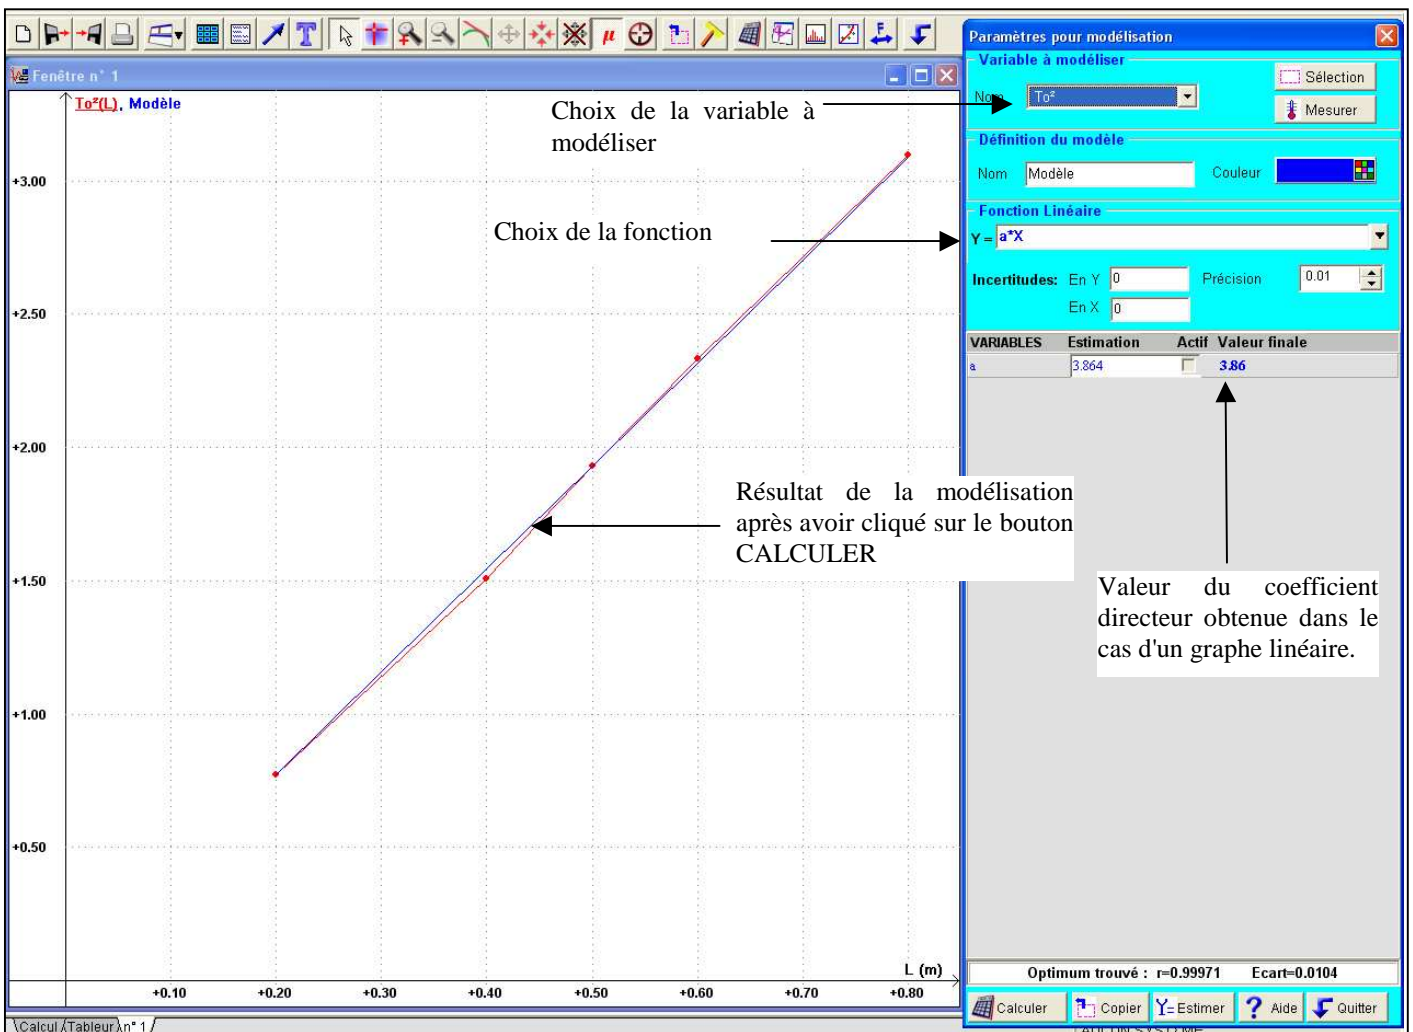 Paramètres pour modélisation
Fenêtre n° 1
To²(L), Modèle
+3.00
+2.50
+2.00
+1.50
+1.00
+0.50
+0.10 +0.20 +0.30 +0.40 +0.50 +0.60 +0.70 +0.80
L (m)
Choix de la variable à
modéliser
Choix de la fonction
Résultat de la modélisation
après avoir cliqué sur le bouton
CALCULER
Variable à modéliser
Nom To²
Sélection
Mesurer
Définition du modèle
Nom Modèle Couleur
Fonction Linéaire
Y = a*X
Incertitudes: En Y 0 Précision 0.01
En X 0
VARIABLES Estimation Actif Valeur finale
a 3.864 3.86
Valeur du coefficient
directeur obtenue dans le
cas d'un graphe linéaire.
Optimum trouvé : r=0.99971 Ecart=0.0104
Calculer Copier Y= Estimer ? Aide Quitter
Calcul Tableur n° 1